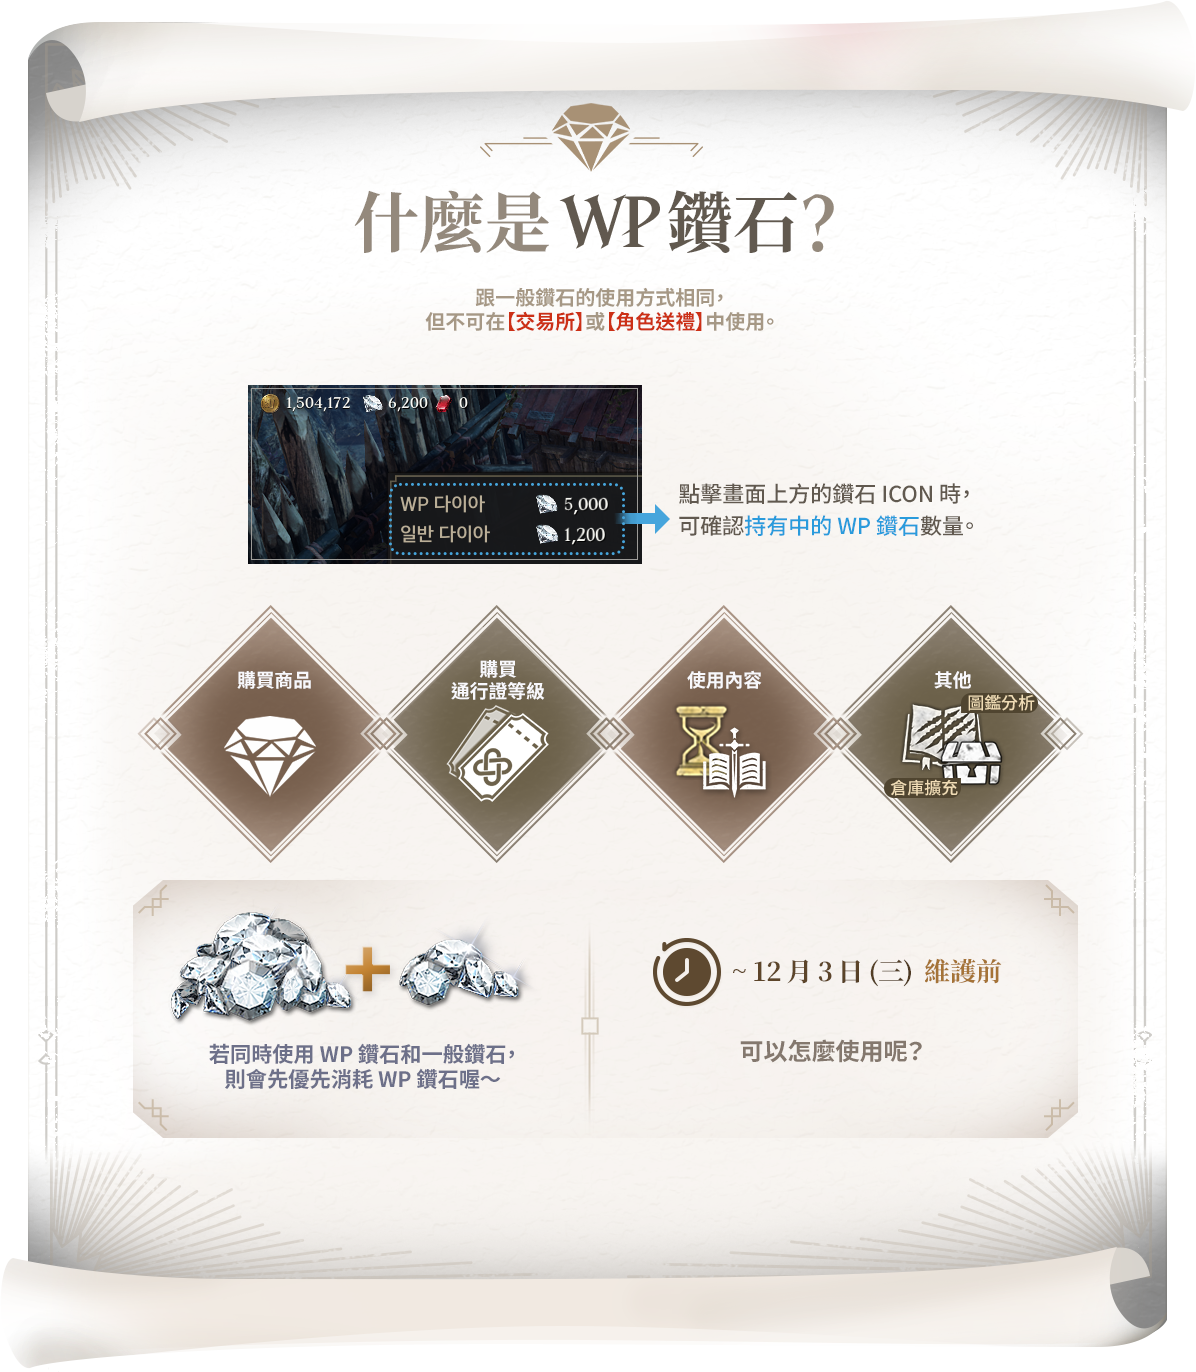 什麼是 WP 鑽石?
跟一般鑽石的使用方式相同，
但不可在【交易所】或【角色送禮】中使用。
1,504,172 6,200 0
WP 다이아 5,000
일반 다이아 1,200
點擊畫面上方的鑽石 ICON 時，
可確認持有中的 WP 鑽石數量。
購買商品
購買
通行證等級
使用內容
其他
圖鑑分析
倉庫擴充
若同時使用 WP 鑽石和一般鑽石，
則會先優先消耗 WP 鑽石喔～
~ 12 月 3 日 (三) 維護前
可以怎麼使用呢？